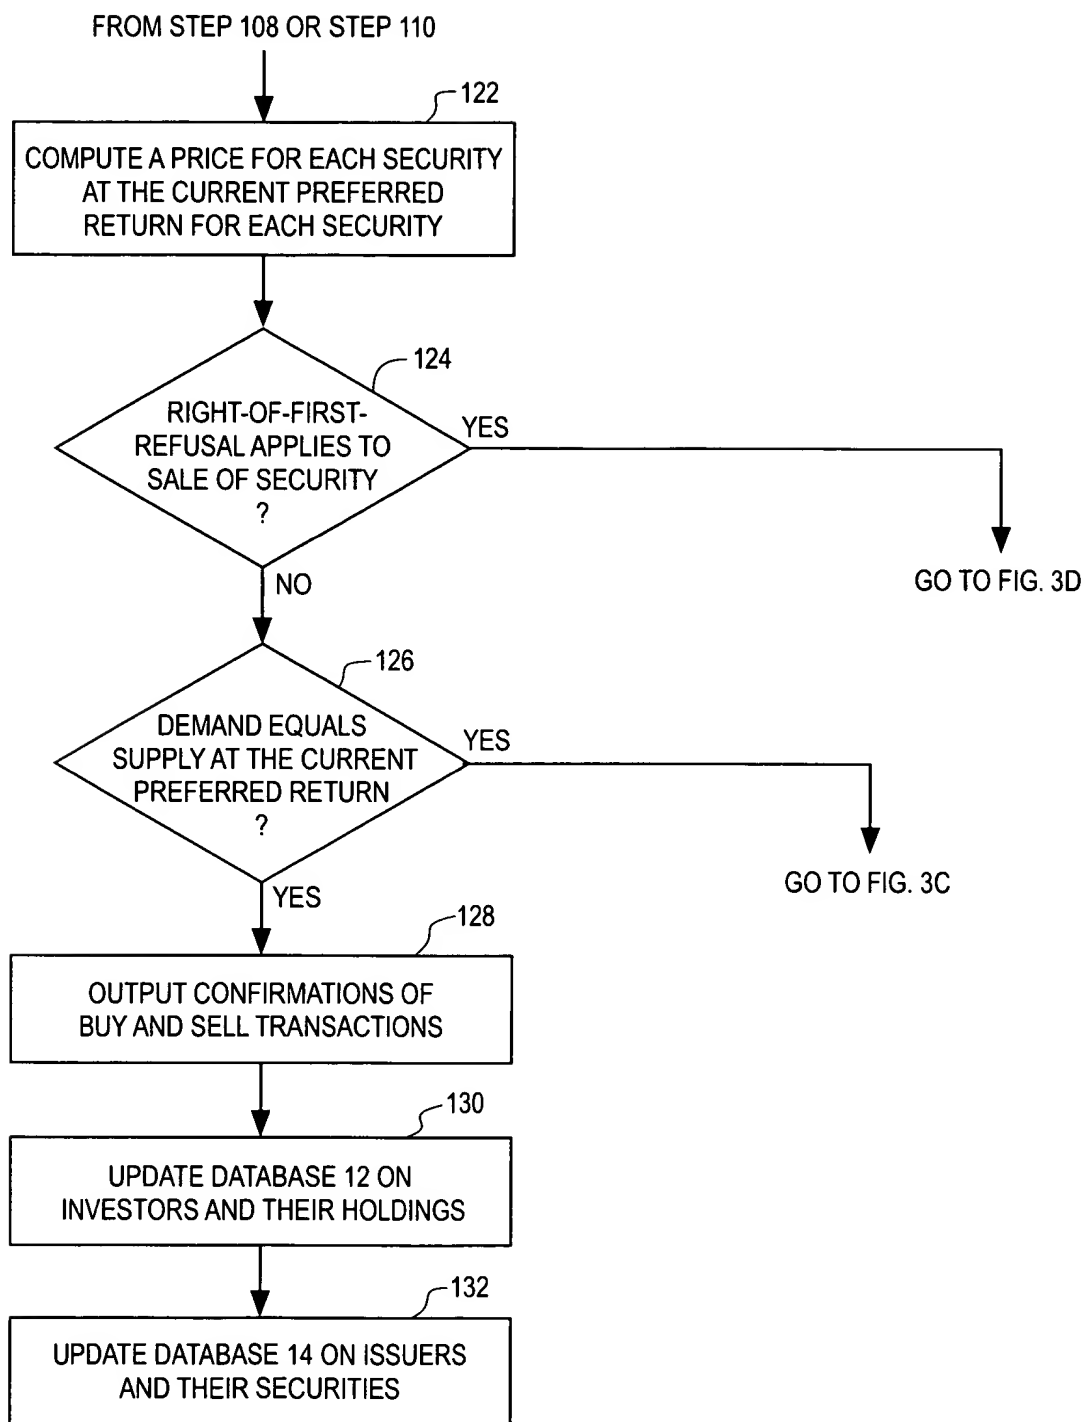 FROM STEP 108 OR STEP 110
122
COMPUTE A PRICE FOR EACH SECURITY
AT THE CURRENT PREFERRED
RETURN FOR EACH SECURITY
124
RIGHT-OF-FIRST-
REFUSAL APPLIES TO
SALE OF SECURITY
?
YES
GO TO FIG. 3D
NO
126
DEMAND EQUALS
SUPPLY AT THE CURRENT
PREFERRED RETURN
?
YES
GO TO FIG. 3C
YES
128
OUTPUT CONFIRMATIONS OF
BUY AND SELL TRANSACTIONS
130
UPDATE DATABASE 12 ON
INVESTORS AND THEIR HOLDINGS
132
UPDATE DATABASE 14 ON ISSUERS
AND THEIR SECURITIES